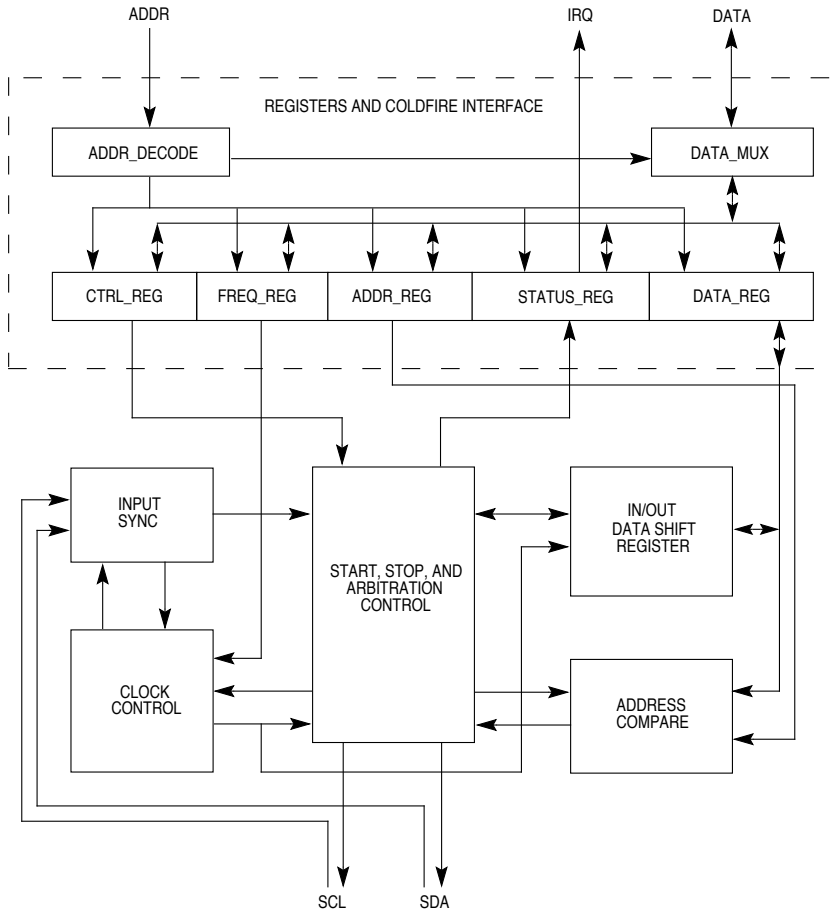 ADDR
IRQ
DATA
REGISTERS AND COLDFIRE INTERFACE
ADDR_DECODE
DATA_MUX
CTRL_REG
FREQ_REG
ADDR_REG
STATUS_REG
DATA_REG
INPUT
SYNC
START, STOP, AND
ARBITRATION
CONTROL
IN/OUT
DATA SHIFT
REGISTER
CLOCK
CONTROL
ADDRESS
COMPARE
SCL
SDA